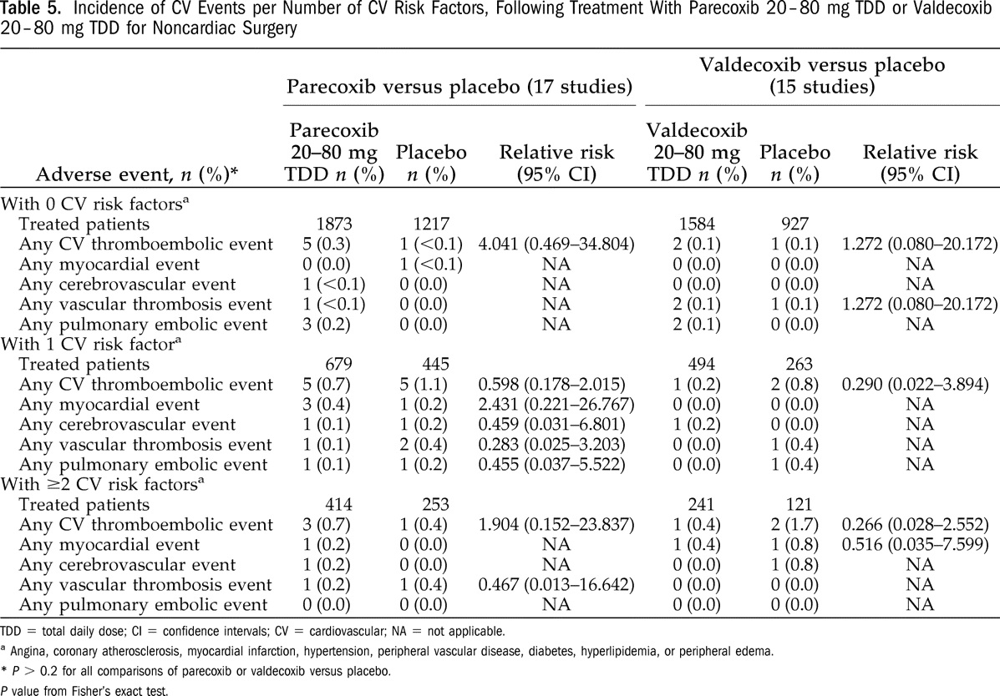 Table 5. Incidence of CV Events per Number of CV Risk Factors, Following Treatment With Parecoxib 20–80 mg TDD or Valdecoxib
20–80 mg TDD for Noncardiac Surgery
Parecoxib versus placebo (17 studies) Valdecoxib versus placebo
(15 studies)
Parecoxib Valdecoxib
20–80 mg Placebo Relative risk 20–80 mg Placebo Relative risk
Adverse event, n (%)* TDD n (%) n (%) (95% CI) TDD n (%) n (%) (95% CI)
With 0 CV risk factorsᵃ
Treated patients 1873 1217 1584 927
Any CV thromboembolic event 5 (0.3) 1 (<0.1) 4.041 (0.469–34.804) 2 (0.1) 1 (0.1) 1.272 (0.080–20.172)
Any myocardial event 0 (0.0) 1 (<0.1) NA 0 (0.0) 0 (0.0) NA
Any cerebrovascular event 1 (<0.1) 0 (0.0) NA 0 (0.0) 0 (0.0) NA
Any vascular thrombosis event 1 (<0.1) 0 (0.0) NA 2 (0.1) 1 (0.1) 1.272 (0.080–20.172)
Any pulmonary embolic event 3 (0.2) 0 (0.0) NA 2 (0.1) 0 (0.0) NA
With 1 CV risk factorᵃ
Treated patients 679 445 494 263
Any CV thromboembolic event 5 (0.7) 5 (1.1) 0.598 (0.178–2.015) 1 (0.2) 2 (0.8) 0.290 (0.022–3.894)
Any myocardial event 3 (0.4) 1 (0.2) 2.431 (0.221–26.767) 0 (0.0) 0 (0.0) NA
Any cerebrovascular event 1 (0.1) 1 (0.2) 0.459 (0.031–6.801) 1 (0.2) 0 (0.0) NA
Any vascular thrombosis event 1 (0.1) 2 (0.4) 0.283 (0.025–3.203) 0 (0.0) 1 (0.4) NA
Any pulmonary embolic event 1 (0.1) 1 (0.2) 0.455 (0.037–5.522) 0 (0.0) 1 (0.4) NA
With ≥2 CV risk factorsᵃ
Treated patients 414 253 241 121
Any CV thromboembolic event 3 (0.7) 1 (0.4) 1.904 (0.152–23.837) 1 (0.4) 2 (1.7) 0.266 (0.028–2.552)
Any myocardial event 1 (0.2) 0 (0.0) NA 1 (0.4) 1 (0.8) 0.516 (0.035–7.599)
Any cerebrovascular event 1 (0.2) 0 (0.0) NA 0 (0.0) 1 (0.8) NA
Any vascular thrombosis event 1 (0.2) 1 (0.4) 0.467 (0.013–16.642) 0 (0.0) 0 (0.0) NA
Any pulmonary embolic event 0 (0.0) 0 (0.0) NA 0 (0.0) 0 (0.0) NA
TDD = total daily dose; CI = confidence intervals; CV = cardiovascular; NA = not applicable.
ᵃ Angina, coronary atherosclerosis, myocardial infarction, hypertension, peripheral vascular disease, diabetes, hyperlipidemia, or peripheral edema.
* P > 0.2 for all comparisons of parecoxib or valdecoxib versus placebo.
P value from Fisher's exact test.